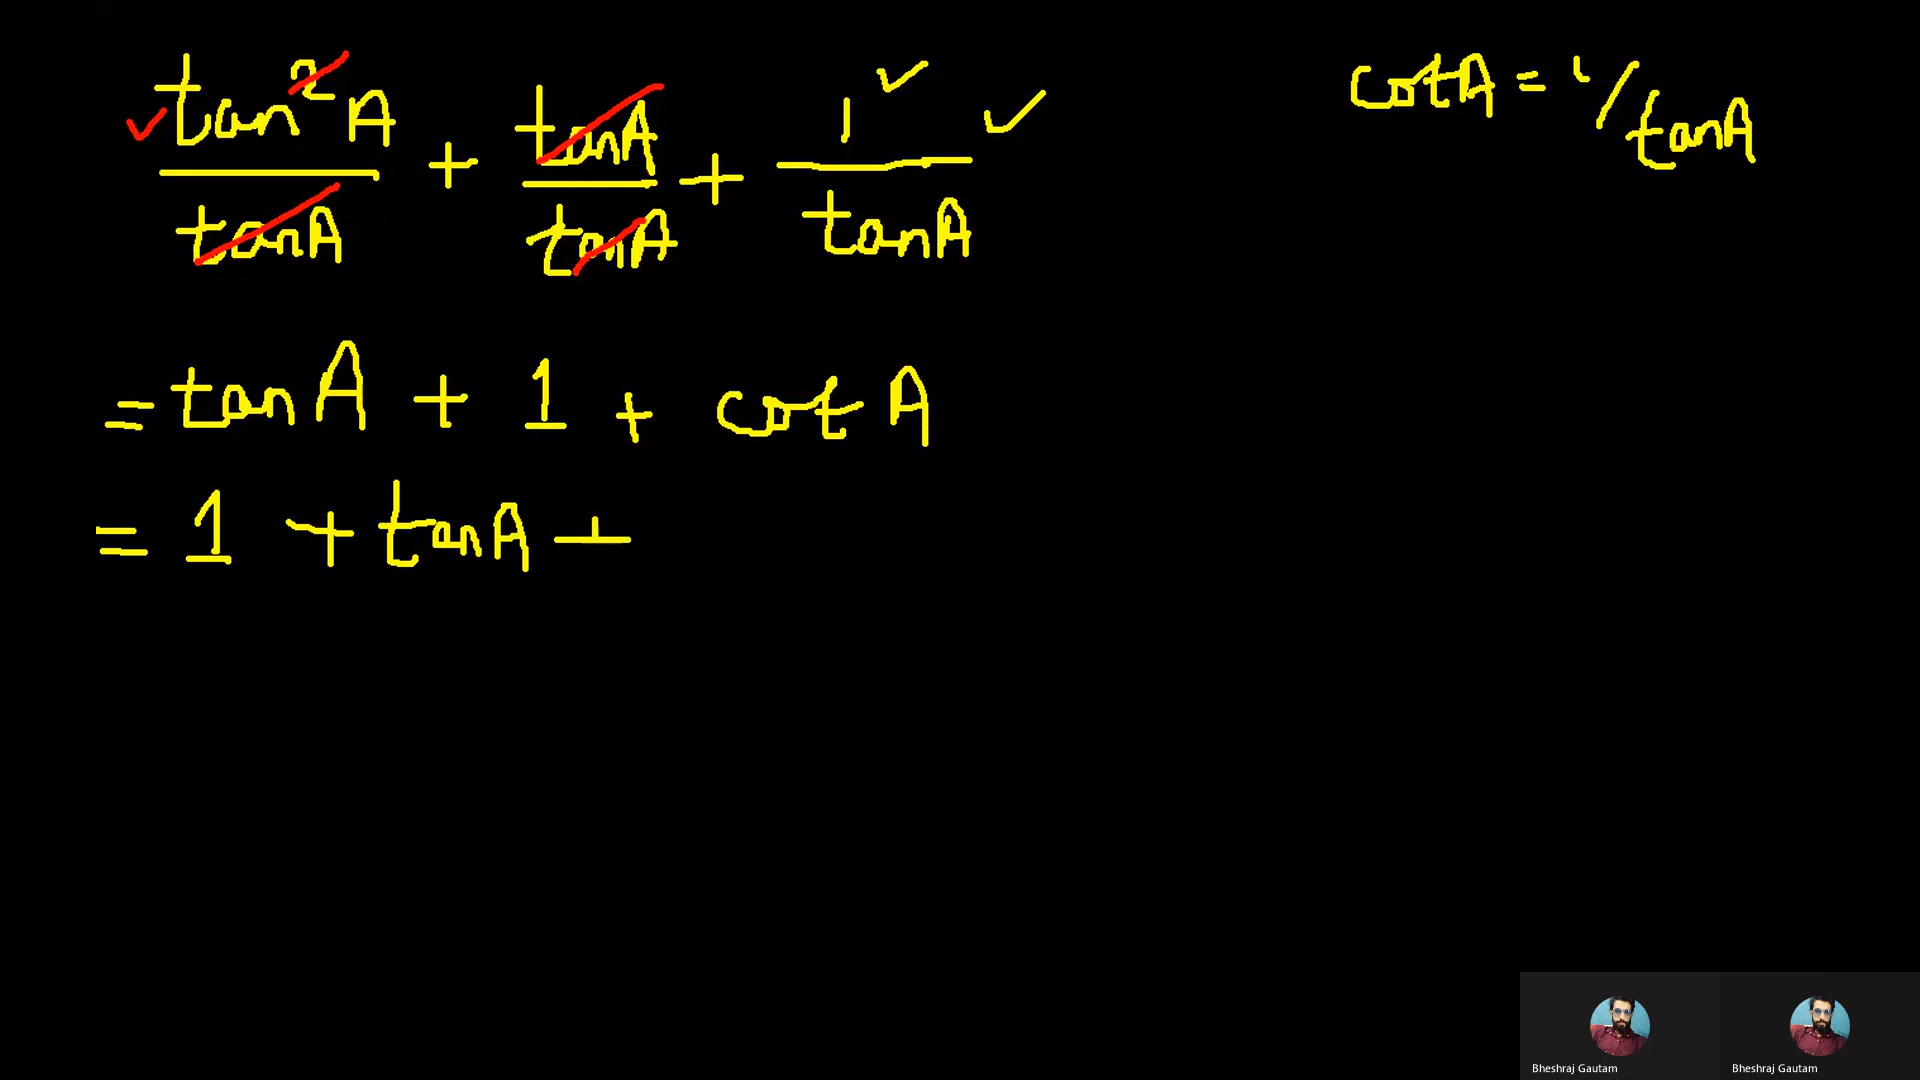 tan²A/tanA + tanA/tanA + 1/tanA
cotA = 1/tanA
= tanA + 1 + cotA
= 1 + tanA +
Bheshraj Gautam
Bheshraj Gautam